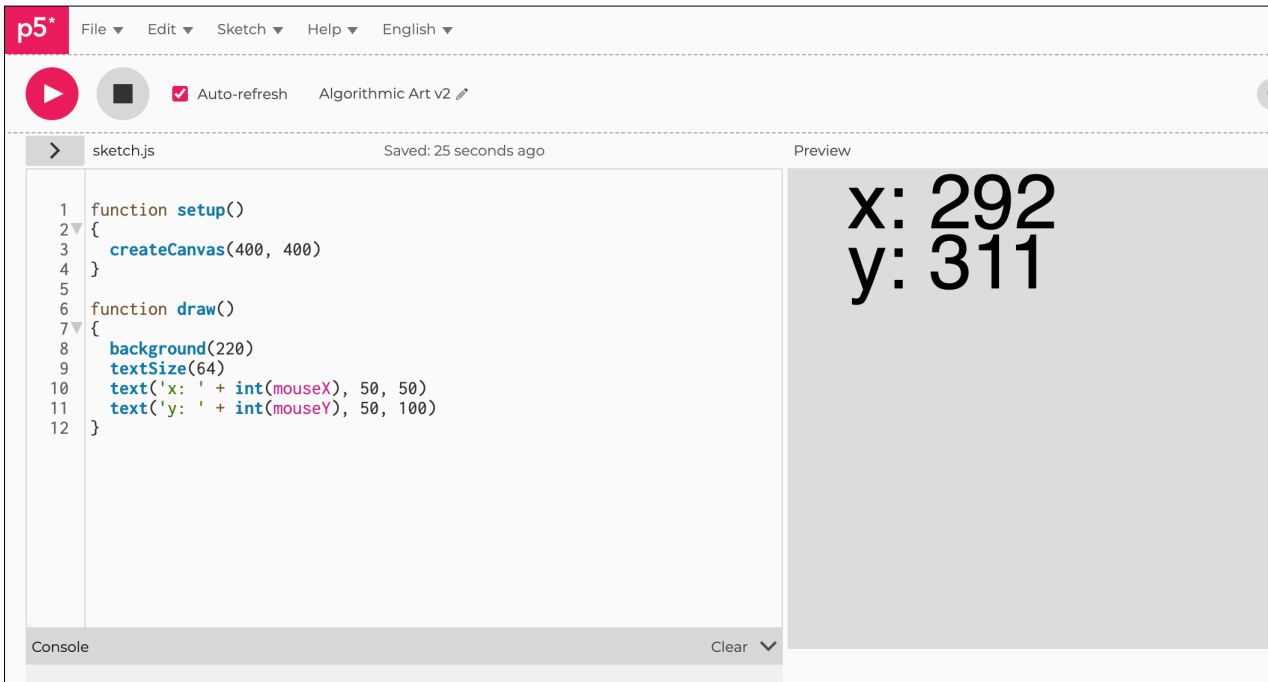 p5* File Edit Sketch Help English
Auto-refresh Algorithmic Art v2
sketch.js Saved: 25 seconds ago Preview
1 function setup()
2 {
3 createCanvas(400, 400)
4 }
5
6 function draw()
7 {
8 background(220)
9 textSize(64)
10 text('x: ' + int(mouseX), 50, 50)
11 text('y: ' + int(mouseY), 50, 100)
12 }
x: 292
y: 311
Console Clear